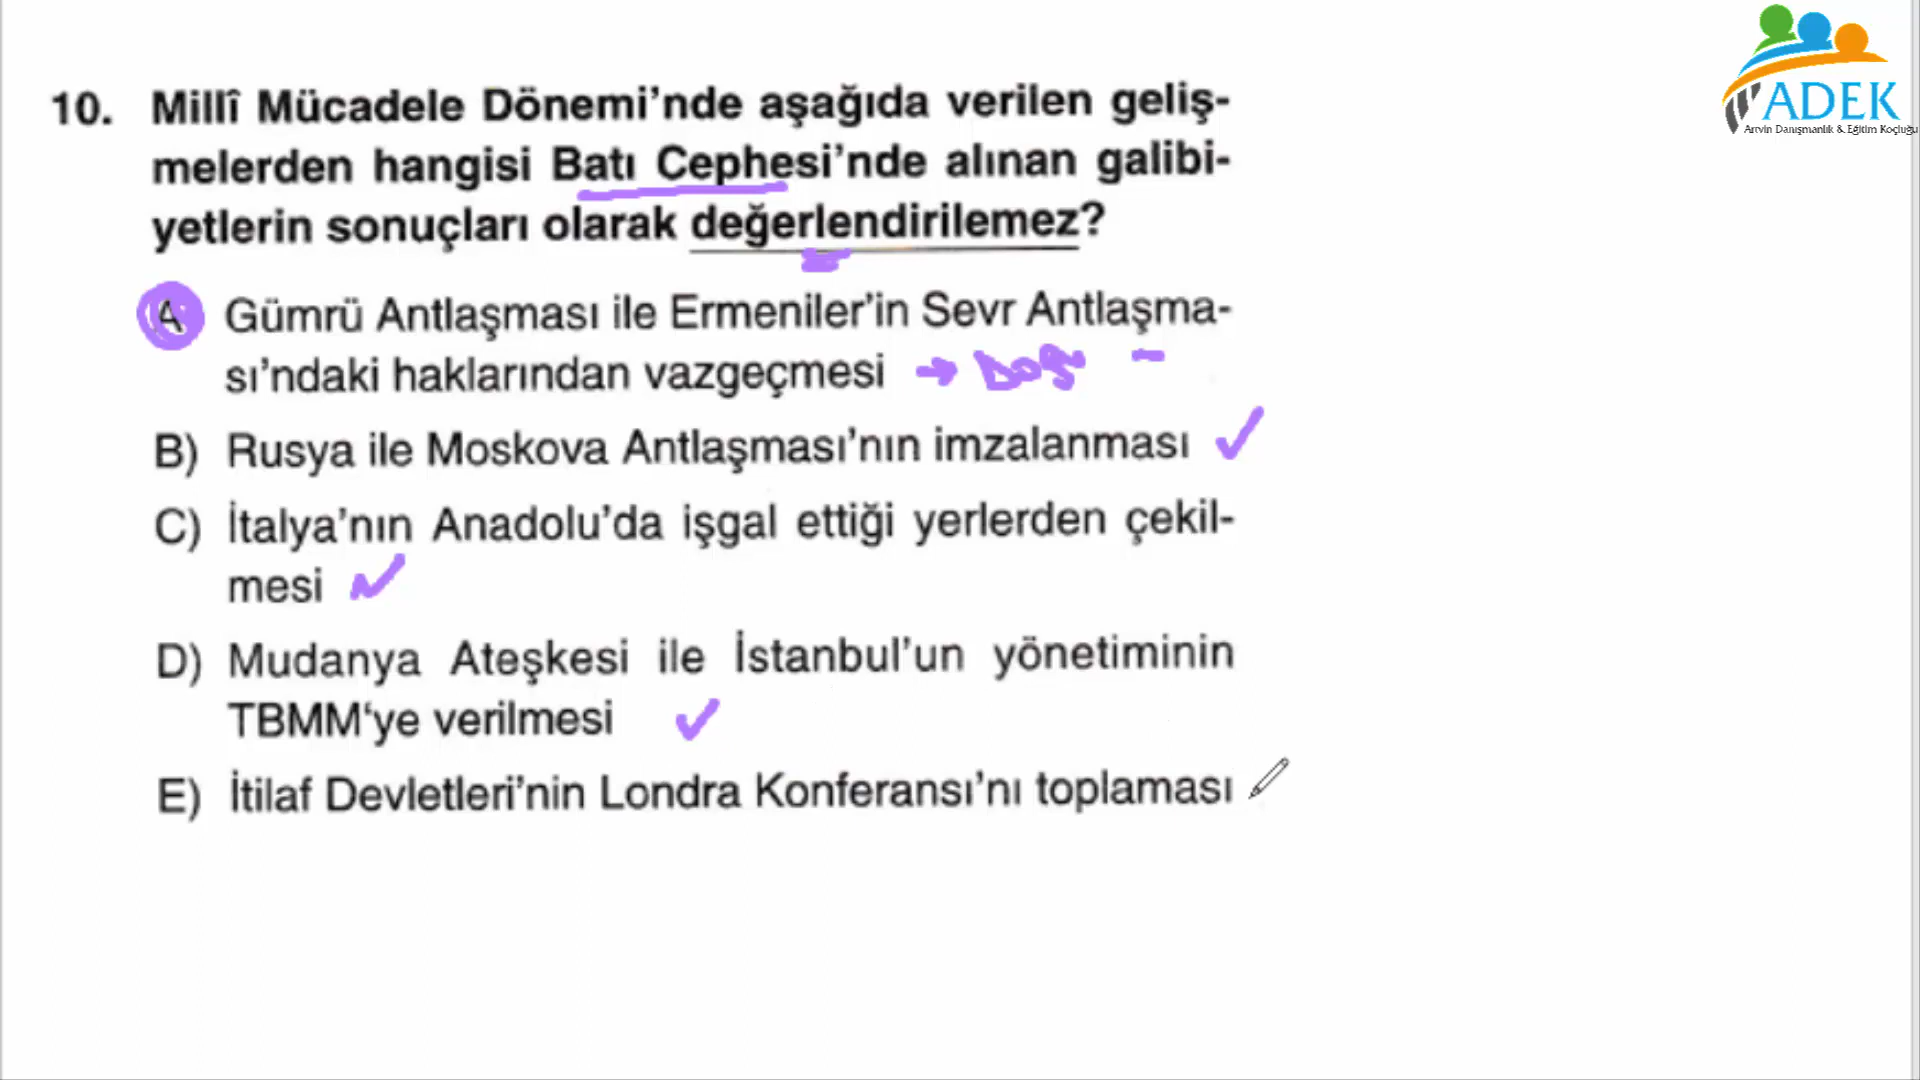 ADEK
Artvin Danışmanlık & Eğitim Koçluğu
10. Millî Mücadele Dönemi’nde aşağıda verilen geliş-
melerden hangisi Batı Cephesi’nde alınan galibi-
yetlerin sonuçları olarak değerlendirilemez?
A Gümrü Antlaşması ile Ermeniler’in Sevr Antlaşma-
sı’ndaki haklarından vazgeçmesi → Doğu
B) Rusya ile Moskova Antlaşması’nın imzalanması
C) İtalya’nın Anadolu’da işgal ettiği yerlerden çekil-
mesi
D) Mudanya Ateşkesi ile İstanbul’un yönetiminin
TBMM‘ye verilmesi
E) İtilaf Devletleri’nin Londra Konferansı’nı toplaması